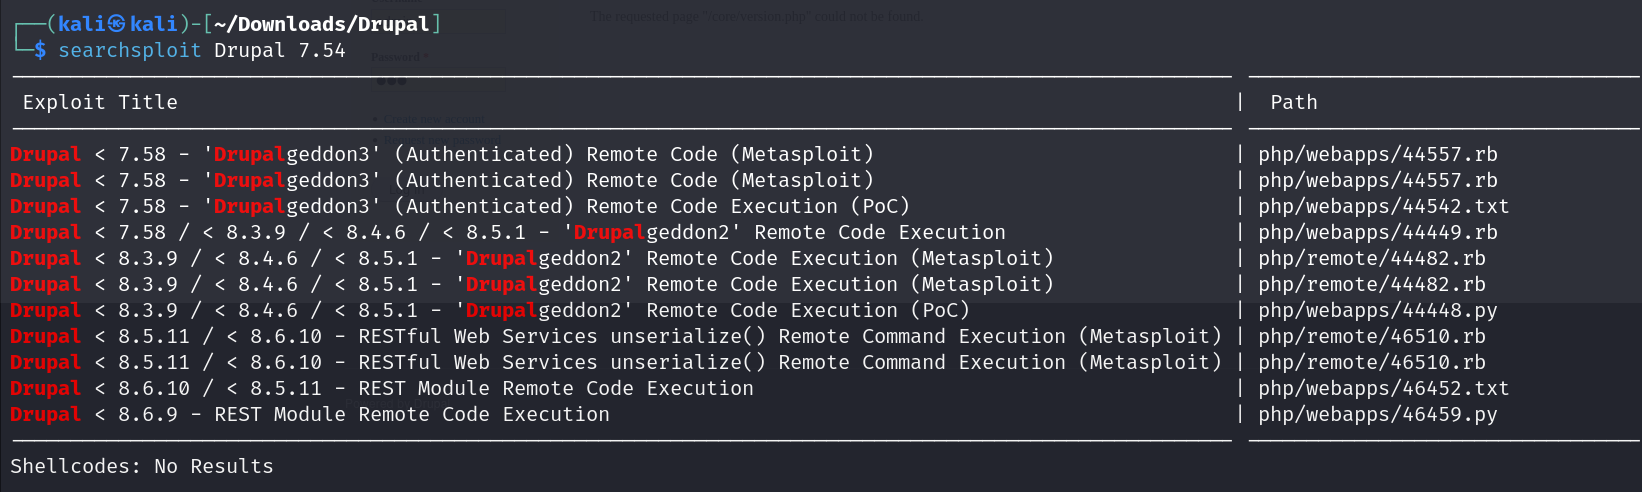 The requested page "/core/version.php" could not be found
(kali㉿kali)-[~/Downloads/Drupal]
$ searchsploit Drupal 7.54
Password *
Exploit Title | Path
Create new account
Drupal < 7.58 - 'Drupalgeddon3' (Authenticated) Remote Code (Metasploit) | php/webapps/44557.rb
Drupal < 7.58 - 'Drupalgeddon3' (Authenticated) Remote Code (Metasploit) | php/webapps/44557.rb
Drupal < 7.58 - 'Drupalgeddon3' (Authenticated) Remote Code Execution (PoC) | php/webapps/44542.txt
Drupal < 7.58 / < 8.3.9 / < 8.4.6 / < 8.5.1 - 'Drupalgeddon2' Remote Code Execution | php/webapps/44449.rb
Drupal < 8.3.9 / < 8.4.6 / < 8.5.1 - 'Drupalgeddon2' Remote Code Execution (Metasploit) | php/remote/44482.rb
Drupal < 8.3.9 / < 8.4.6 / < 8.5.1 - 'Drupalgeddon2' Remote Code Execution (Metasploit) | php/remote/44482.rb
Drupal < 8.3.9 / < 8.4.6 / < 8.5.1 - 'Drupalgeddon2' Remote Code Execution (PoC) | php/webapps/44448.py
Drupal < 8.5.11 / < 8.6.10 - RESTful Web Services unserialize() Remote Command Execution (Metasploit) | php/remote/46510.rb
Drupal < 8.5.11 / < 8.6.10 - RESTful Web Services unserialize() Remote Command Execution (Metasploit) | php/remote/46510.rb
Drupal < 8.6.10 / < 8.5.11 - REST Module Remote Code Execution | php/webapps/46452.txt
Drupal < 8.6.9 - REST Module Remote Code Execution | php/webapps/46459.py
Shellcodes: No Results